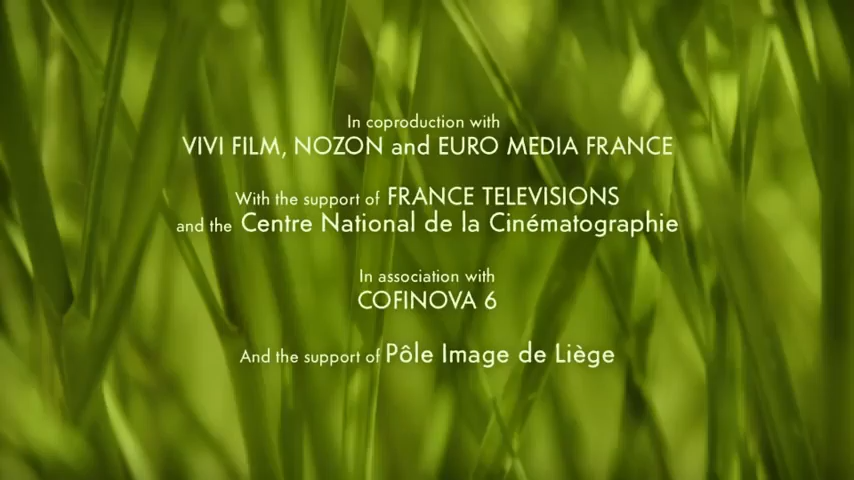 In coproduction with
VIVI FILM, NOZON and EURO MEDIA FRANCE
With the support of FRANCE TELEVISIONS
and the Centre National de la Cinématographie
In association with
COFINOVA 6
And the support of Pôle Image de Liège